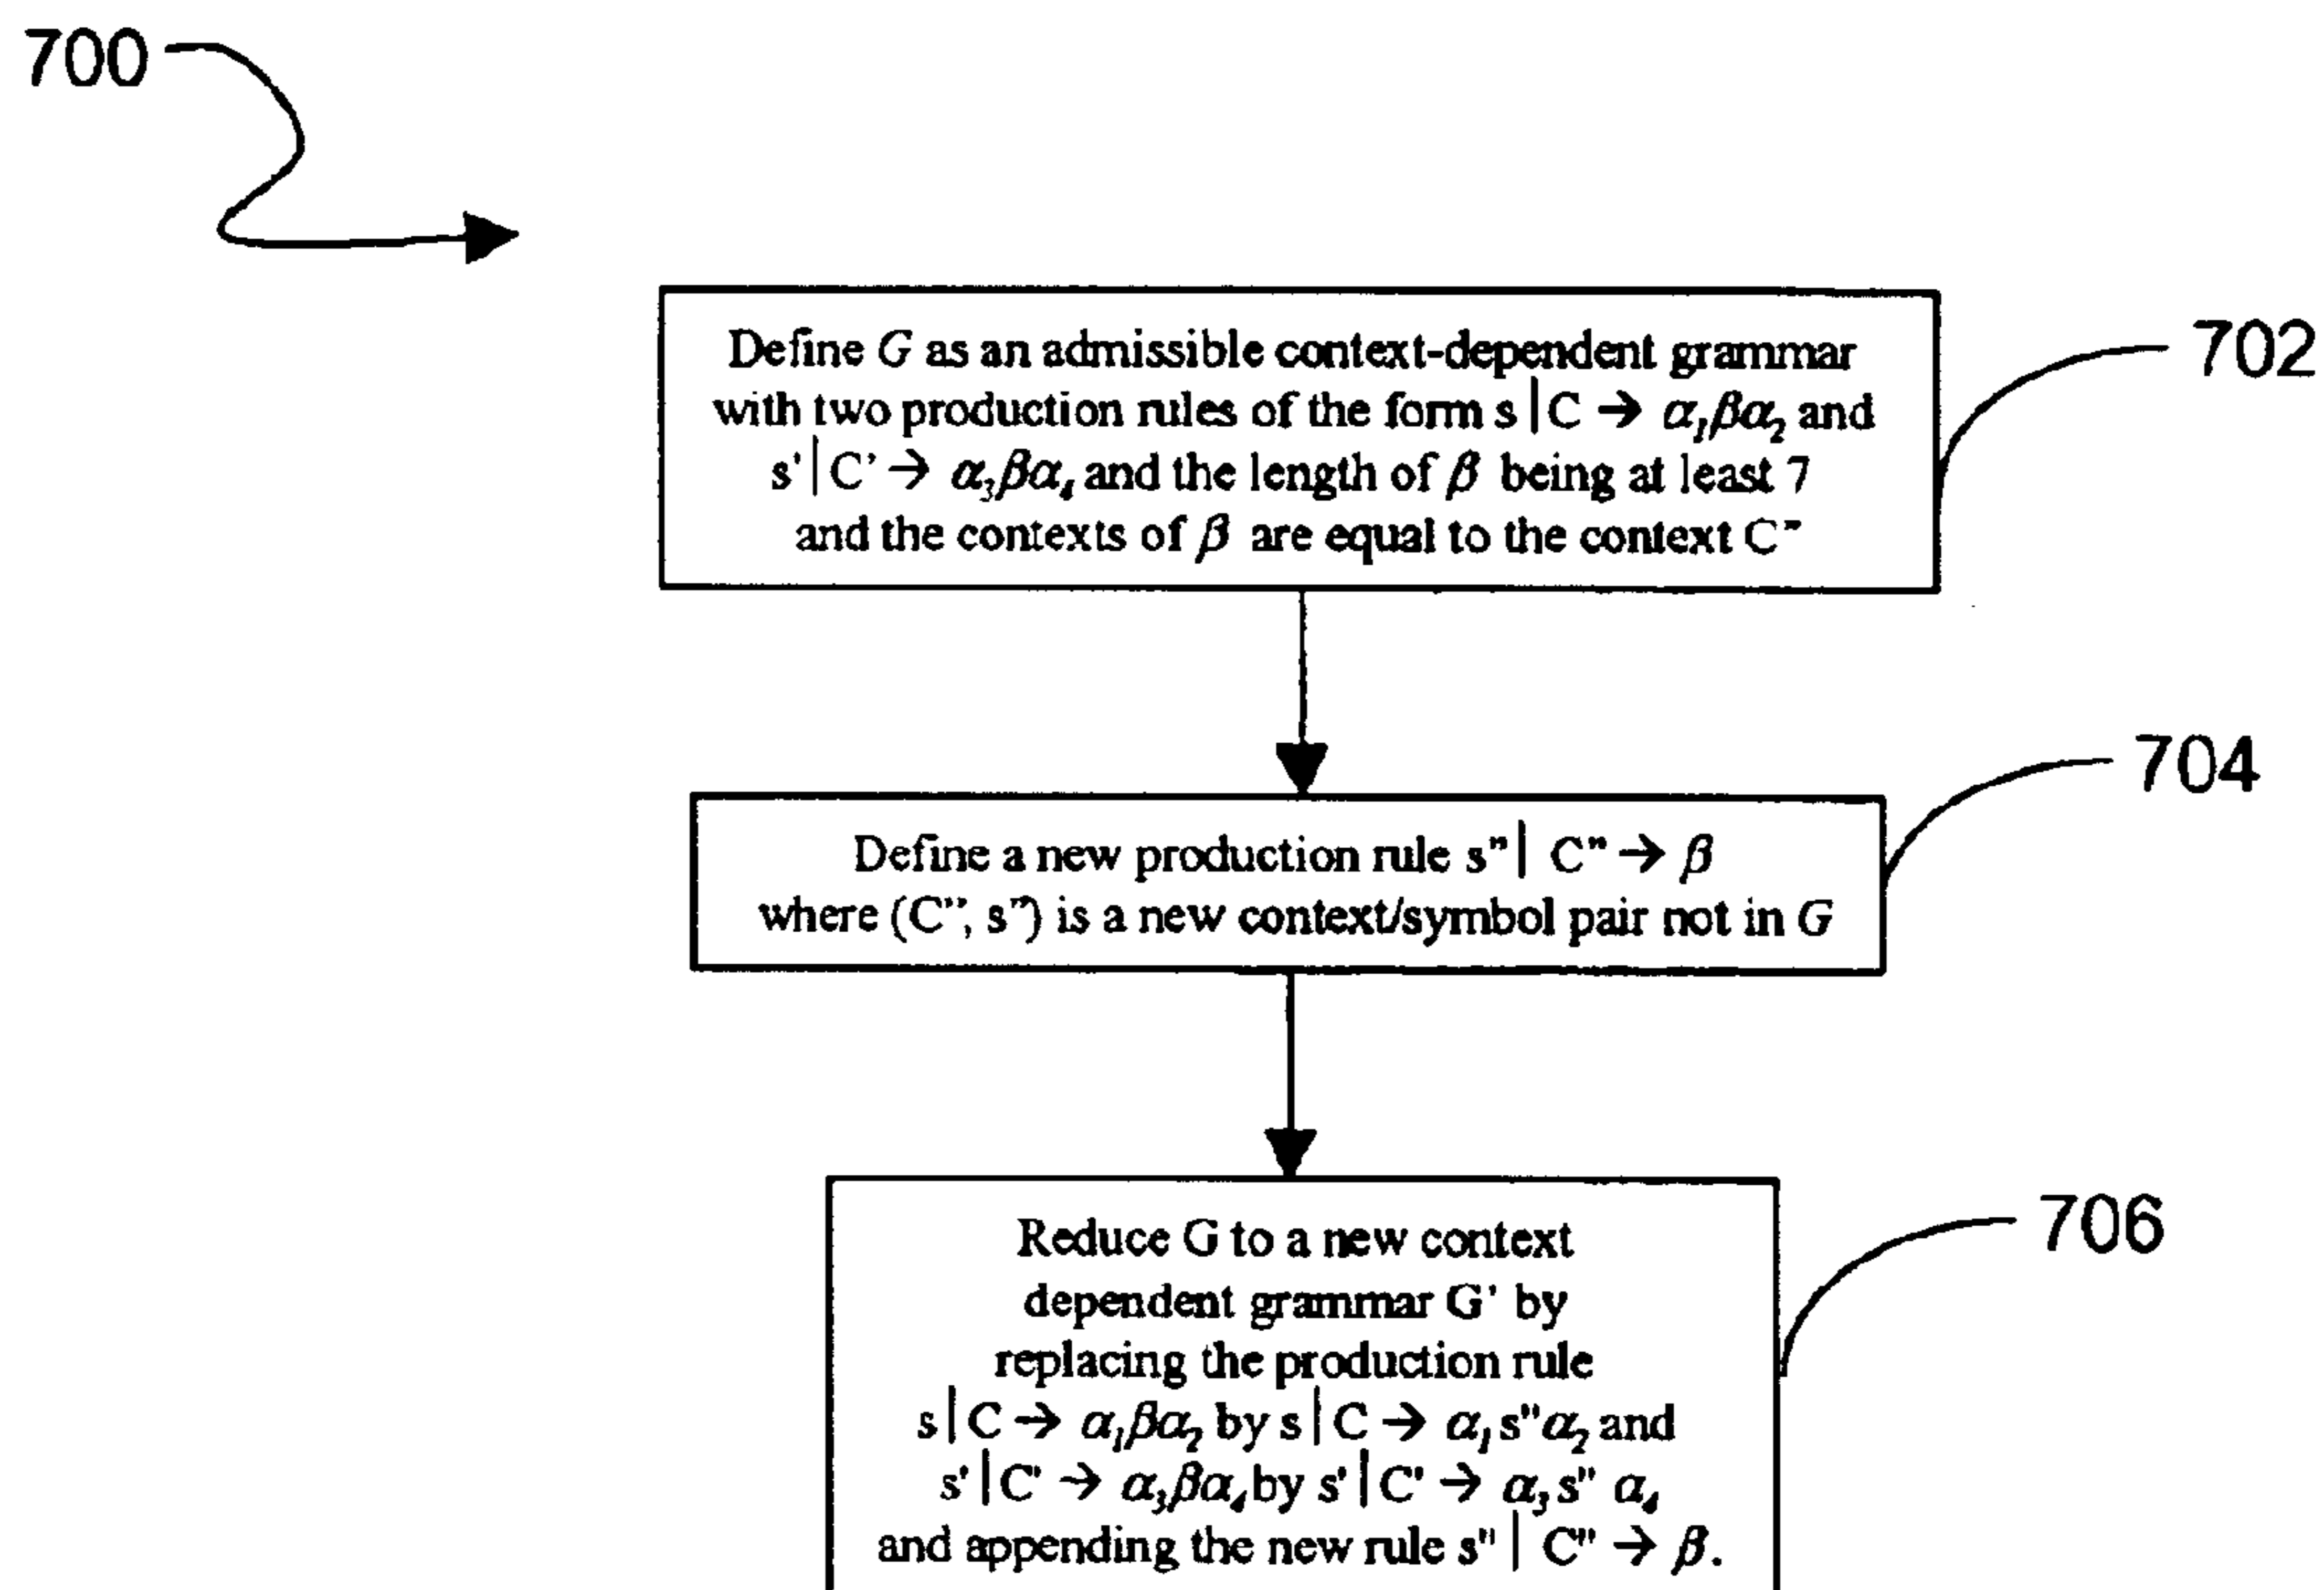 700
Define G as an admissible context-dependent grammar
with two production rules of the form s|C → α₁βα₂ and
s'|C' → α₃βα₄ and the length of β being at least 7
and the contexts of β are equal to the context C"
702
Define a new production rule s"| C" → β
where (C", s") is a new context/symbol pair not in G
704
Reduce G to a new context
dependent grammar G' by
replacing the production rule
s|C → α₁βα₂ by s|C → α₁s"α₂ and
s'|C' → α₃βα₄ by s'|C' → α₃s" α₄
and appending the new rule s"| C" → β.
706